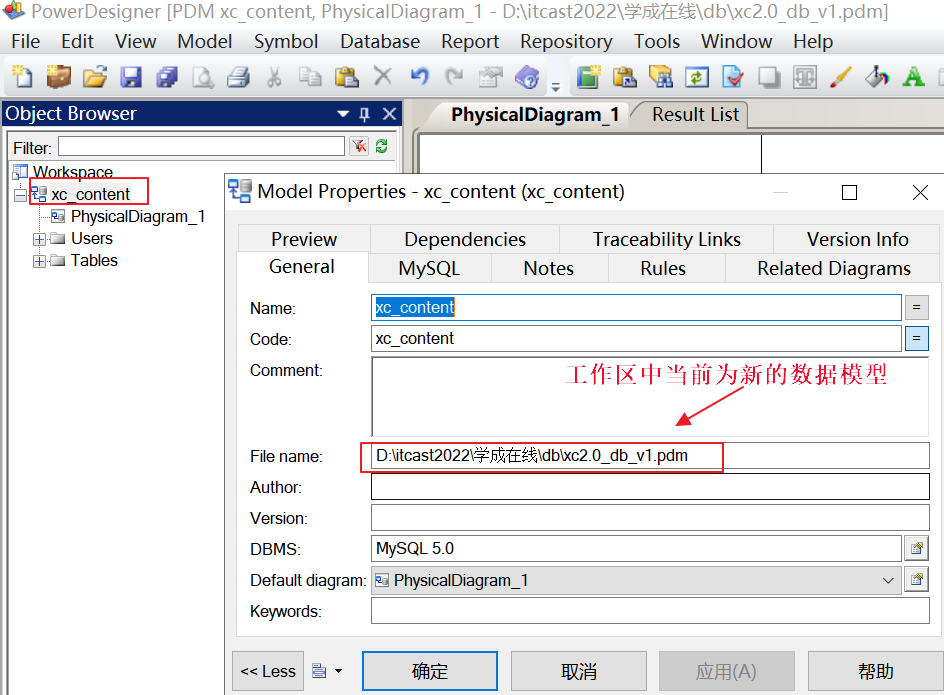 PowerDesigner [PDM xc_content, PhysicalDiagram_1 - D:\itcast2022\学成在线\db\xc2.0_db_v1.pdm]
File Edit View Model Symbol Database Report Repository Tools Window Help
Object Browser
PhysicalDiagram_1 Result List
Filter:
Workspace
xc_content
PhysicalDiagram_1
Users
Tables
Model Properties - xc_content (xc_content)
Preview Dependencies Traceability Links Version Info
General MySQL Notes Rules Related Diagrams
Name: xc_content =
Code: xc_content =
Comment:
工作区中当前为新的数据模型
File name: D:\itcast2022\学成在线\db\xc2.0_db_v1.pdm
Author:
Version:
DBMS: MySQL 5.0
Default diagram: PhysicalDiagram_1
Keywords:
<< Less 确定 取消 应用(A) 帮助